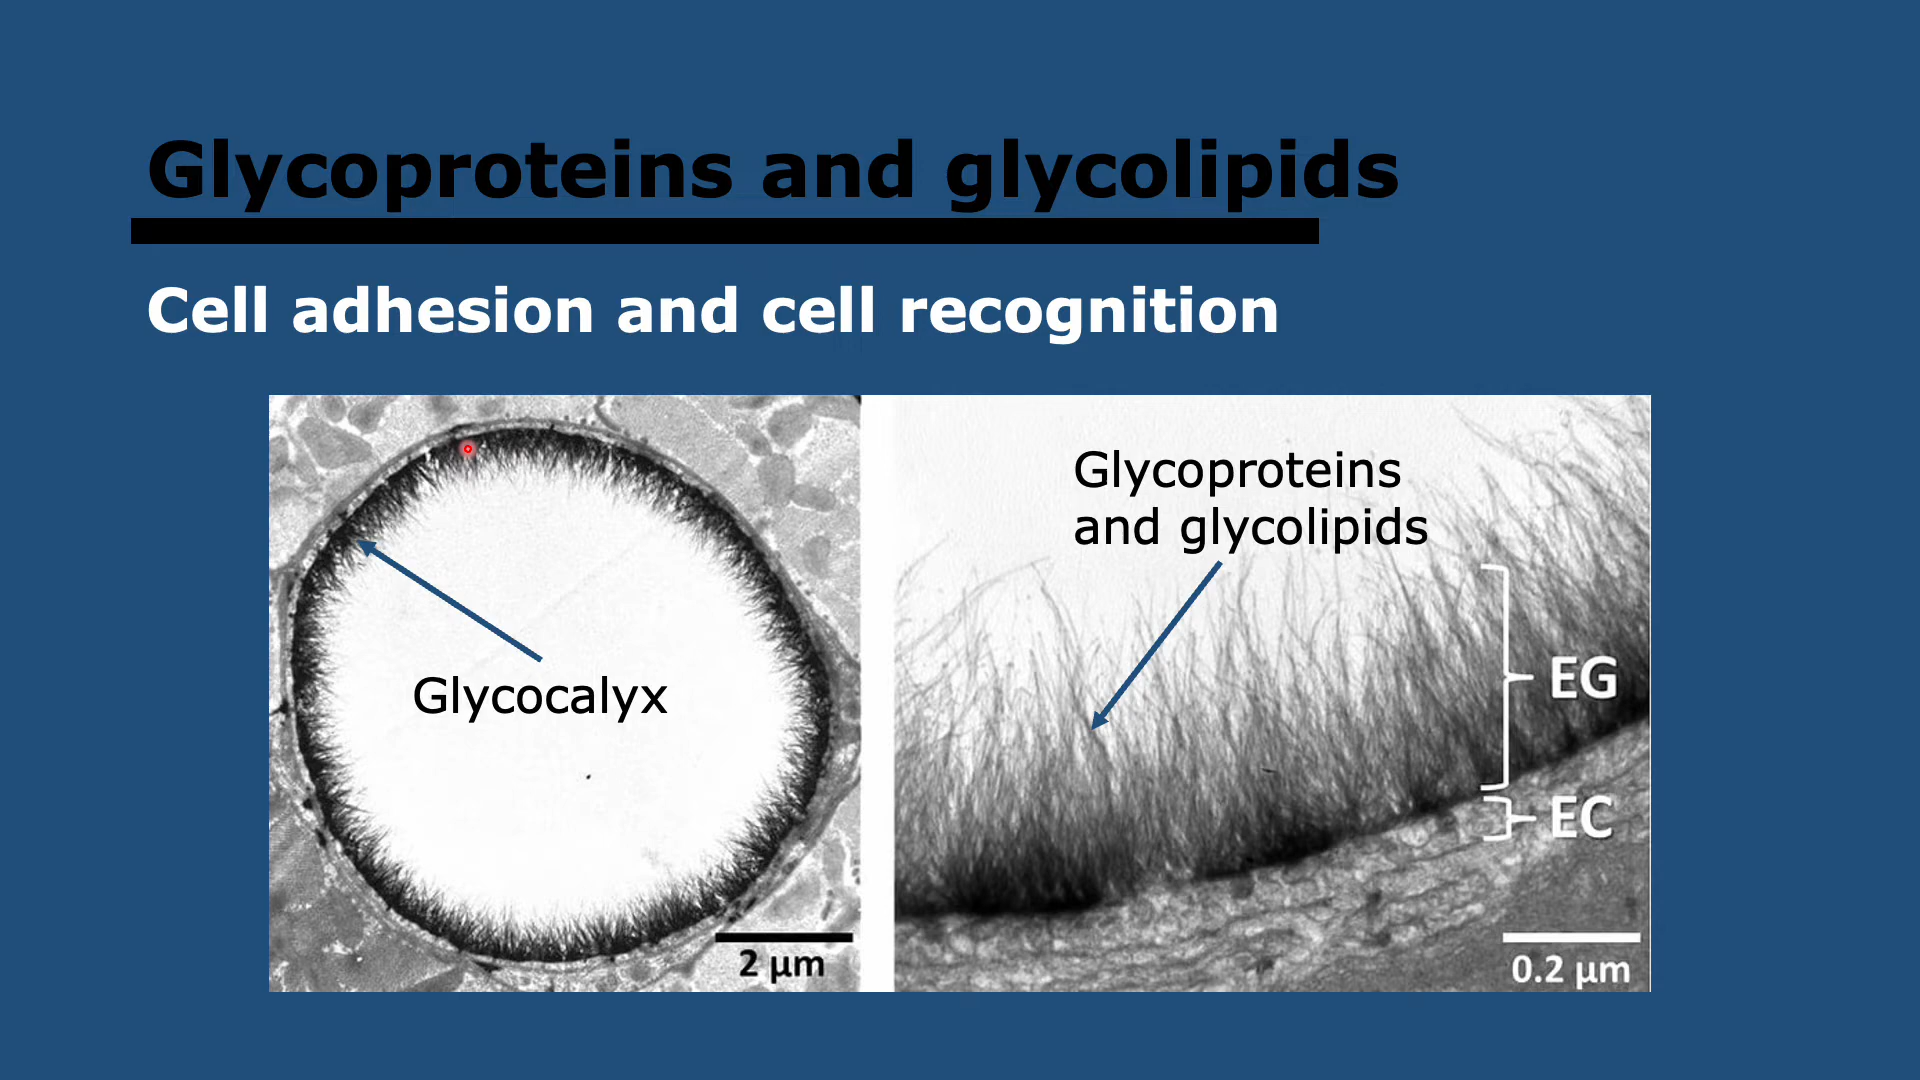 Glycoproteins and glycolipids
Cell adhesion and cell recognition
Glycocalyx
2 μm
Glycoproteins
and glycolipids
EG
EC
0.2 μm